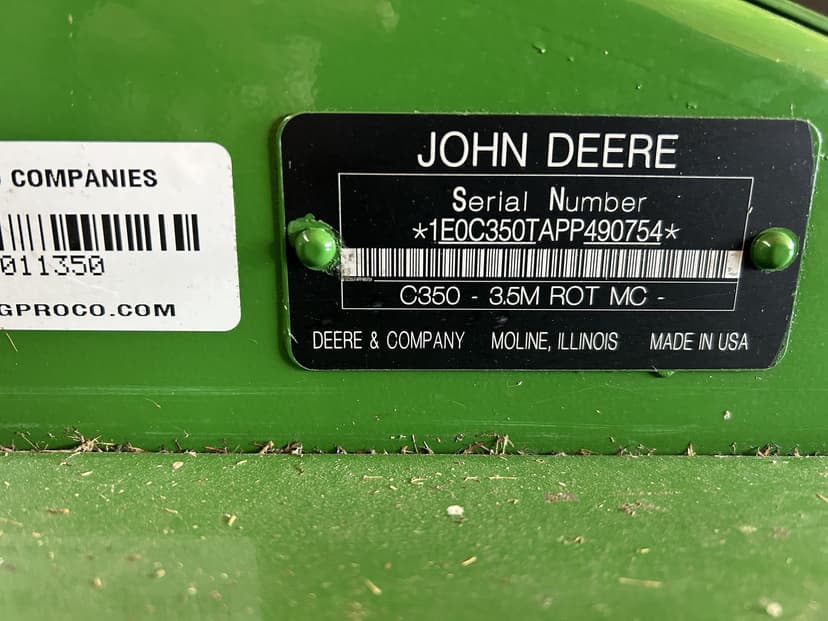 COMPANIES
011350
GPROCO.COM
JOHN DEERE
Serial Number
*1E0C350TAPP490754*
C350 - 3.5M ROT MC -
DEERE & COMPANY MOLINE, ILLINOIS MADE IN USA